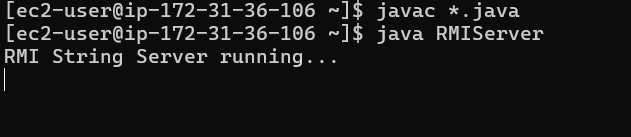 [ec2-user@ip-172-31-36-106 ~]$ javac *.java
[ec2-user@ip-172-31-36-106 ~]$ java RMIServer
RMI String Server running...